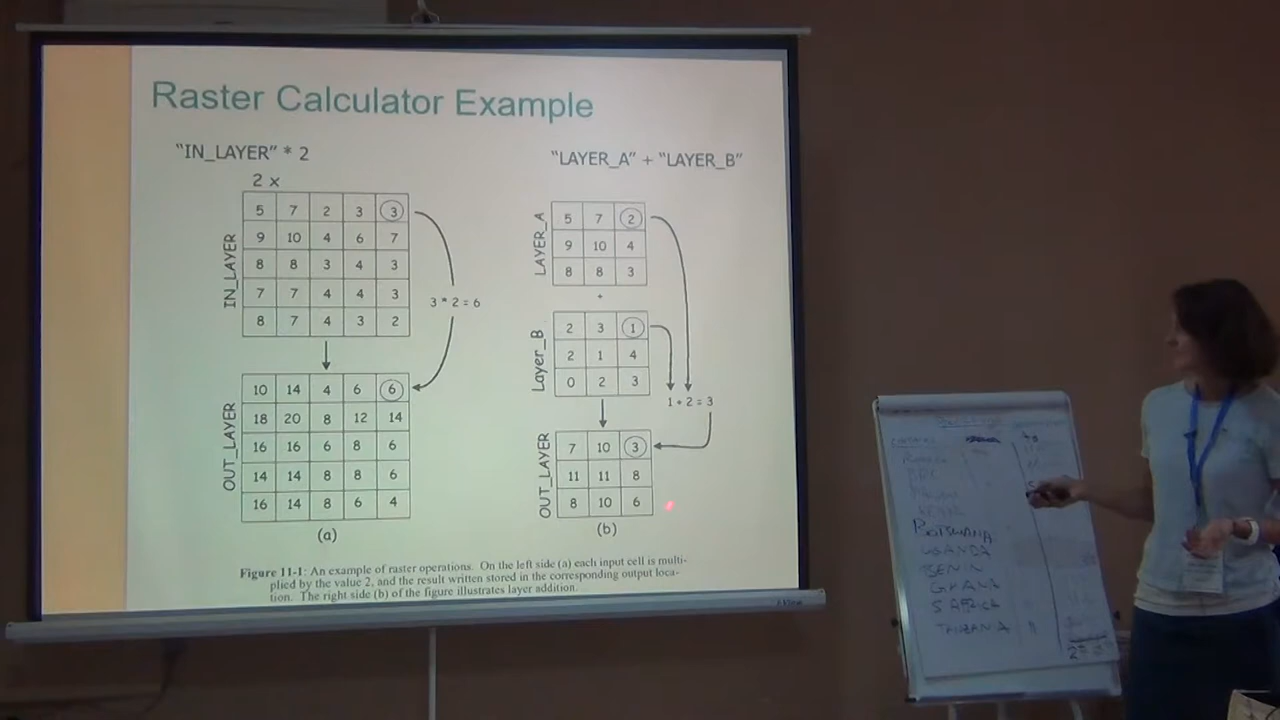 Raster Calculator Example
"IN_LAYER" * 2
2 x
IN_LAYER
5 7 2 3 3
9 10 4 6 7
8 8 3 4 3
7 7 4 4 3
8 7 4 3 2
3 * 2 = 6
OUT_LAYER
10 14 4 6 6
18 20 8 12 14
16 16 6 8 6
14 14 8 8 6
16 14 8 6 4
(a)
"LAYER_A" + "LAYER_B"
LAYER_A
5 7 2
9 10 4
8 8 3
+
Layer_B
2 3 1
2 1 4
0 2 3
1 + 2 = 3
OUT_LAYER
7 10 3
11 11 8
8 10 6
(b)
Figure 11-1: An example of raster operations. On the left side (a) each input cell is multi-
plied by the value 2, and the result written stored in the corresponding output loca-
tion. The right side (b) of the figure illustrates layer addition.
BOTSWANA
UGANDA
BENIN
GHANA
S AFRICA
TANZANIA